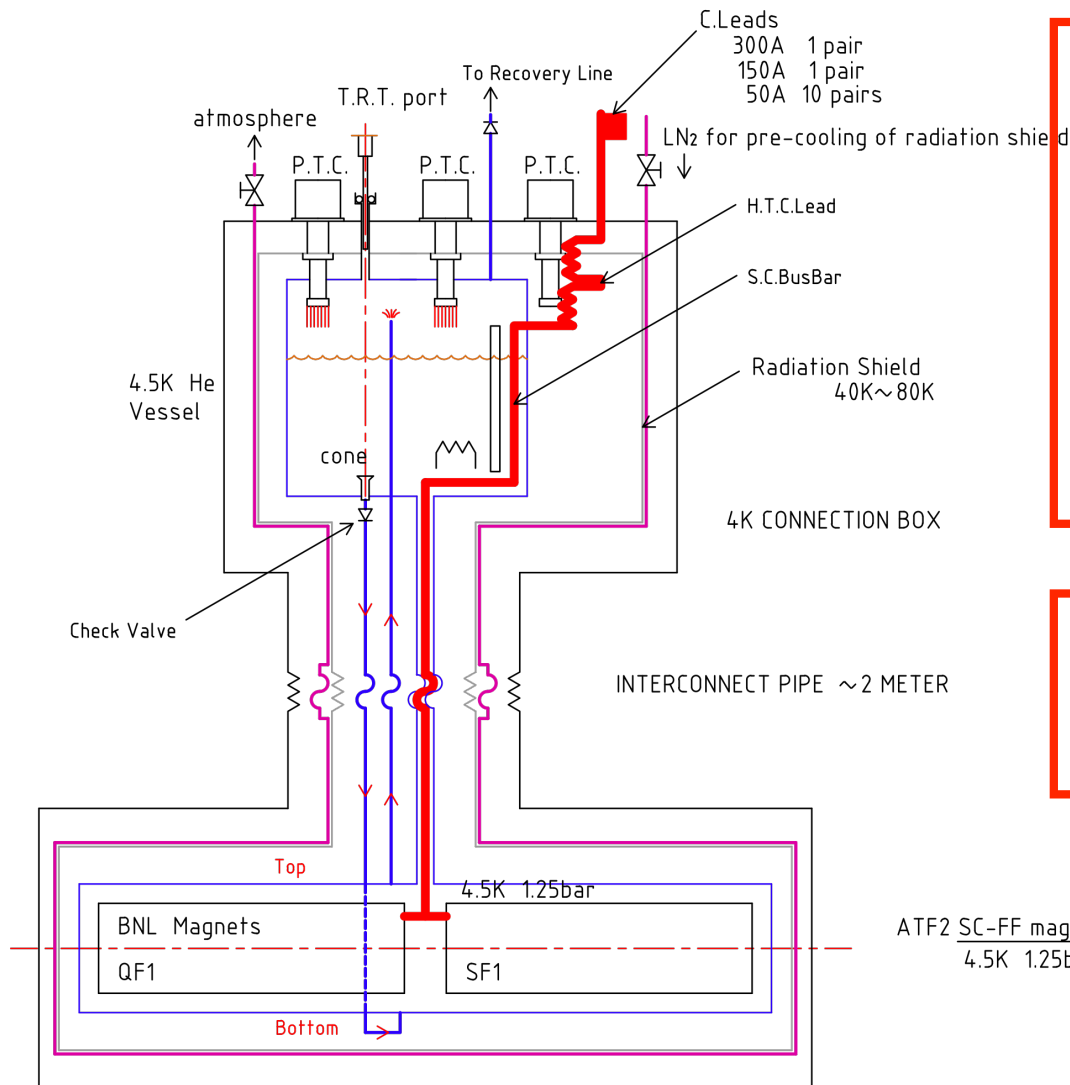 C.Leads
300A 1 pair
150A 1 pair
50A 10 pairs
To Recovery Line
T.R.T. port
atmosphere
LN2 for pre-cooling of radiation shield
P.T.C.
P.T.C.
P.T.C.
H.T.C.Lead
S.C.BusBar
Radiation Shield
40K~80K
4.5K He
Vessel
cone
4K CONNECTION BOX
Check Valve
INTERCONNECT PIPE ~2 METER
Top
4.5K 1.25bar
BNL Magnets
QF1
SF1
ATF2 SC-FF mag
4.5K 1.25b
Bottom